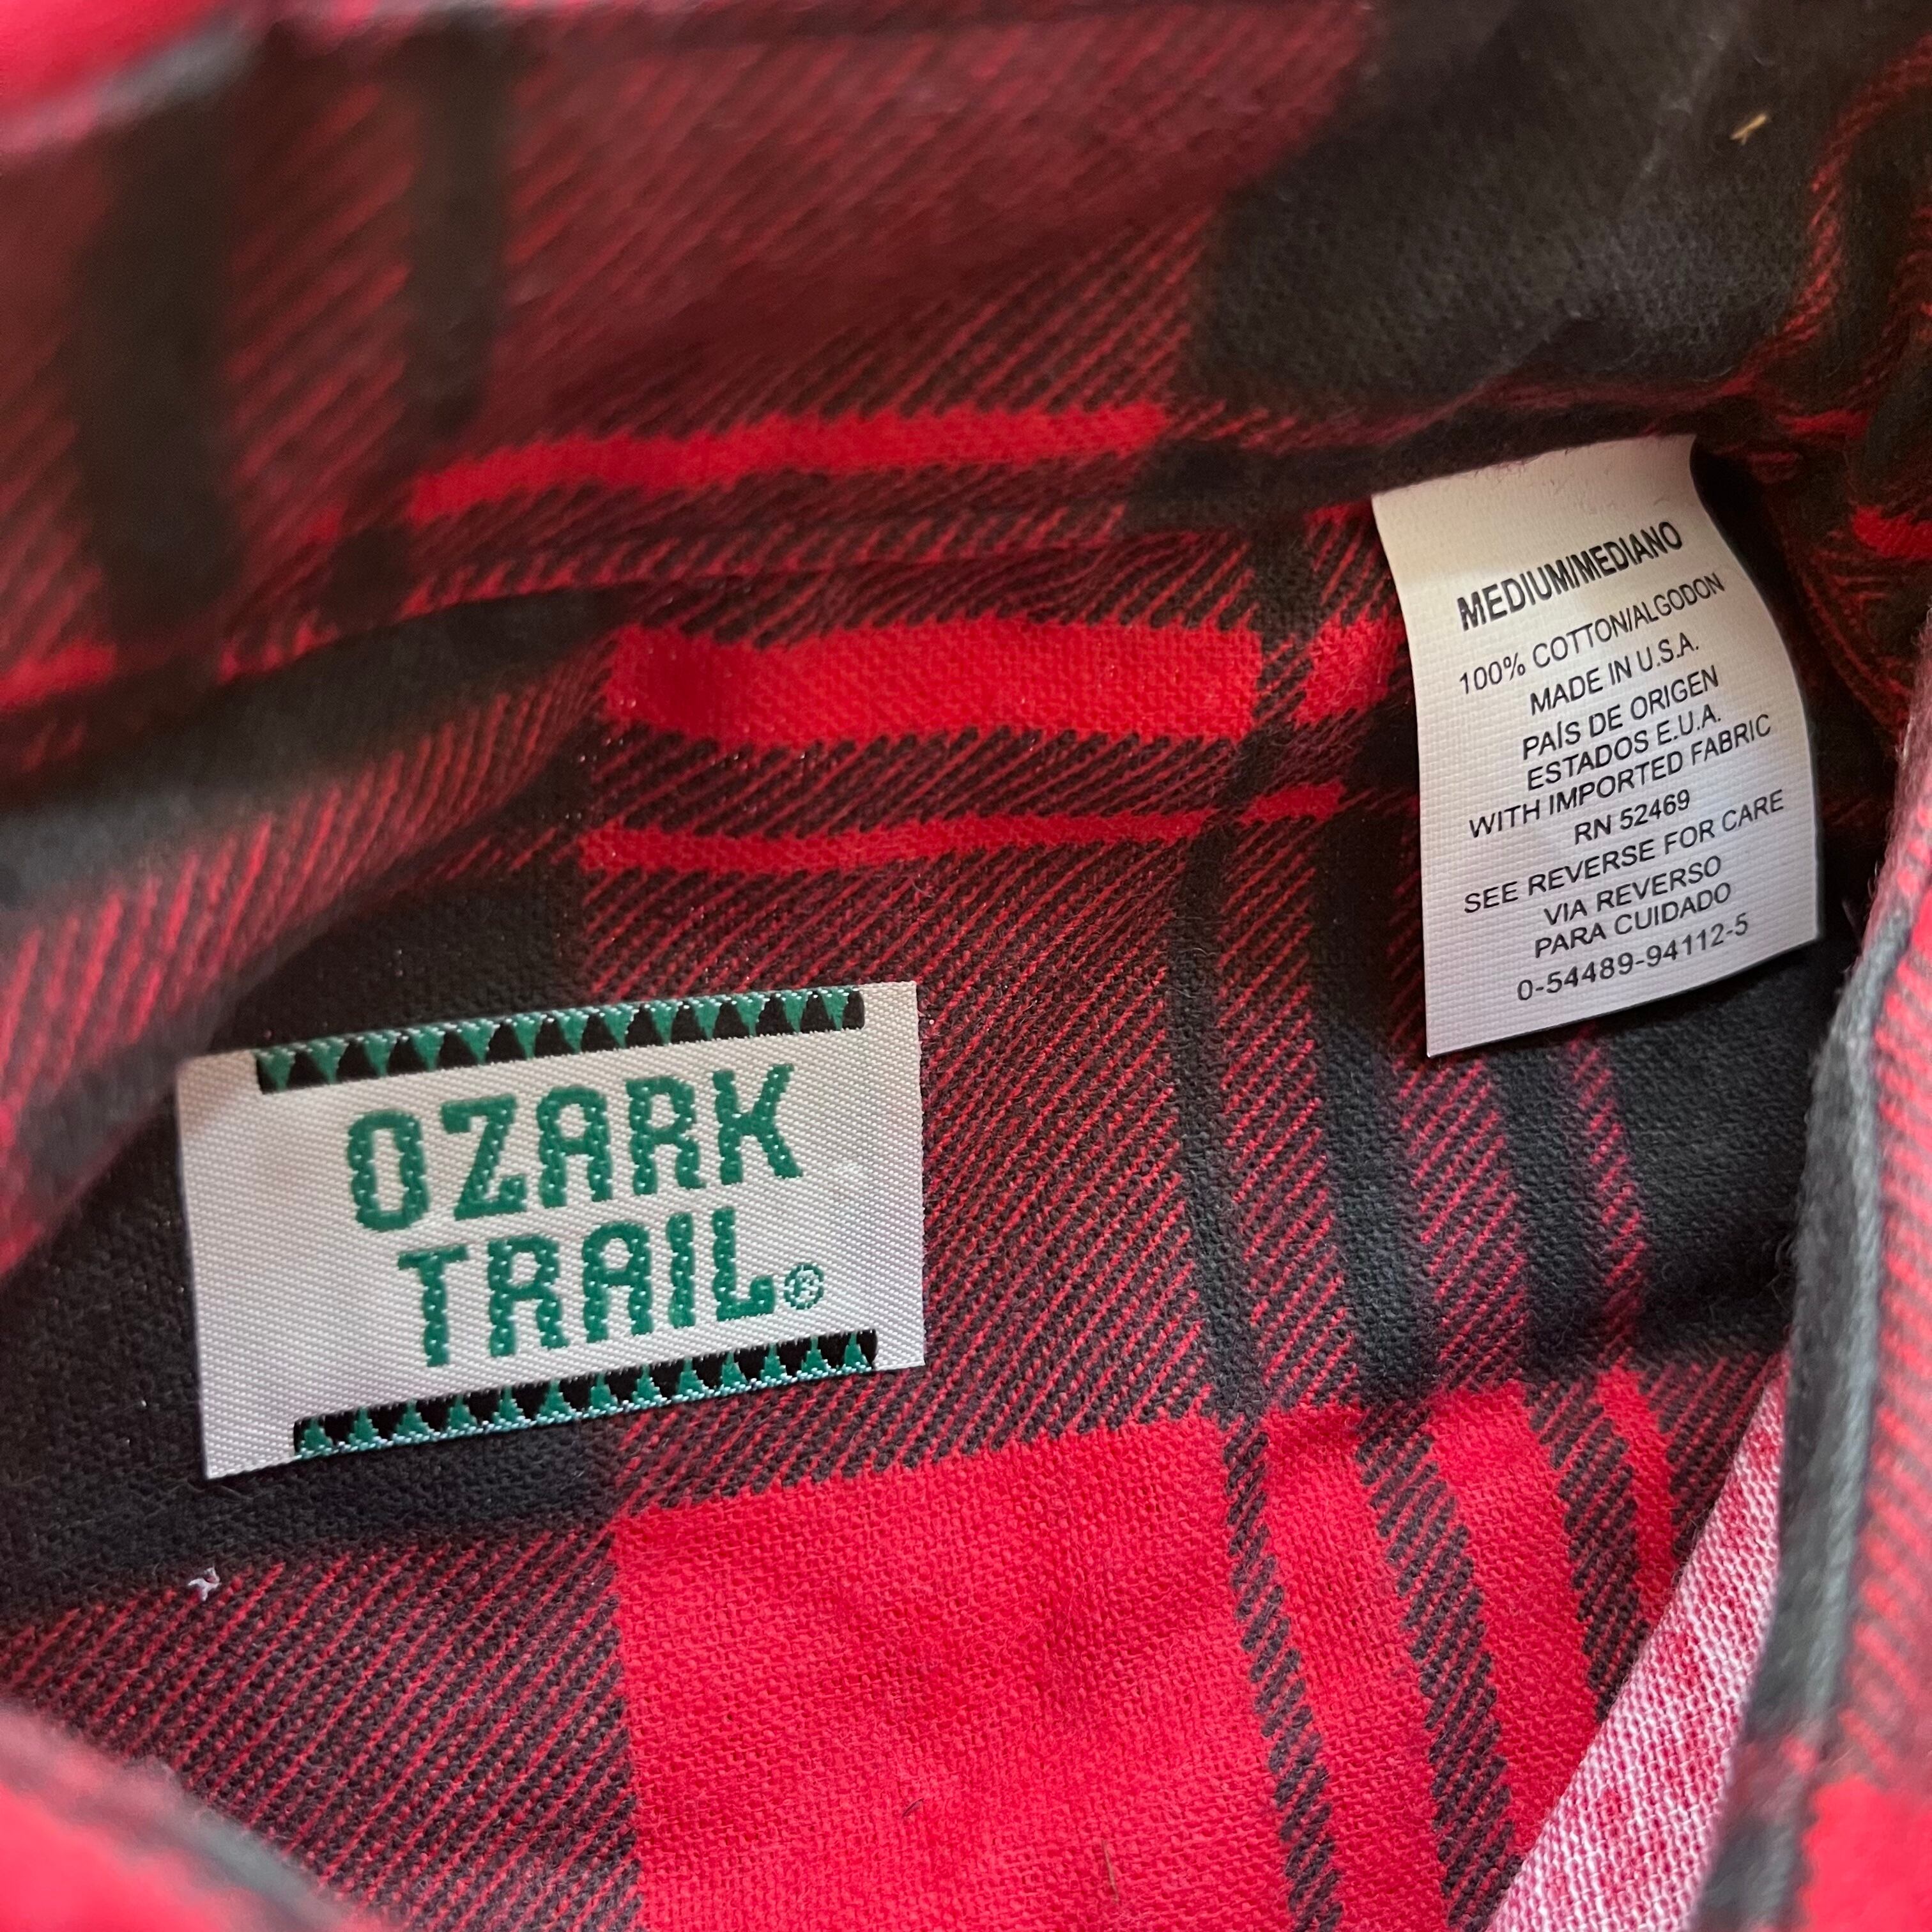 OZARK
TRAIL®
MEDIUM/MEDIANO
100% COTTON/ALGODON
MADE IN U.S.A.
PAÍS DE ORIGEN
ESTADOS E.U.A.
WITH IMPORTED FABRIC
RN 52469
SEE REVERSE FOR CARE
VIA REVERSO
PARA CUIDADO
0-54489-94112-5